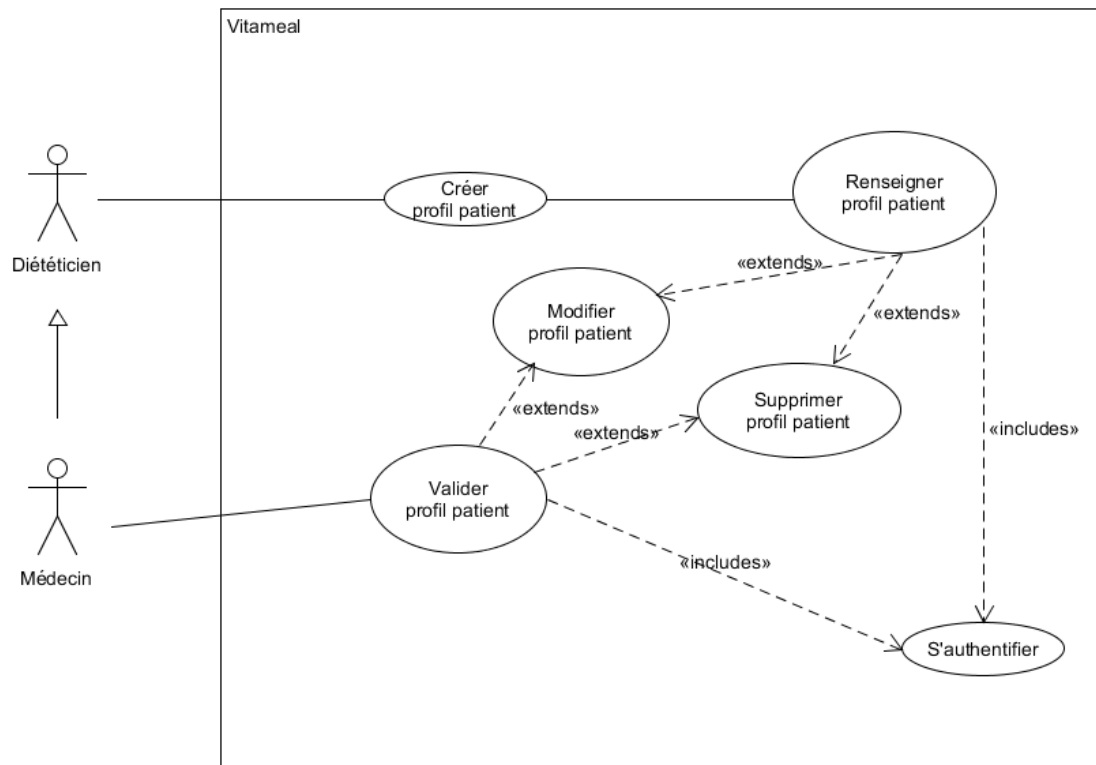 Vitameal
Créer
profil patient
Renseigner
profil patient
Diététicien
«extends»
Modifier
profil patient
«extends»
Supprimer
profil patient
«extends»
«extends»
«includes»
Valider
profil patient
Médecin
«includes»
S'authentifier